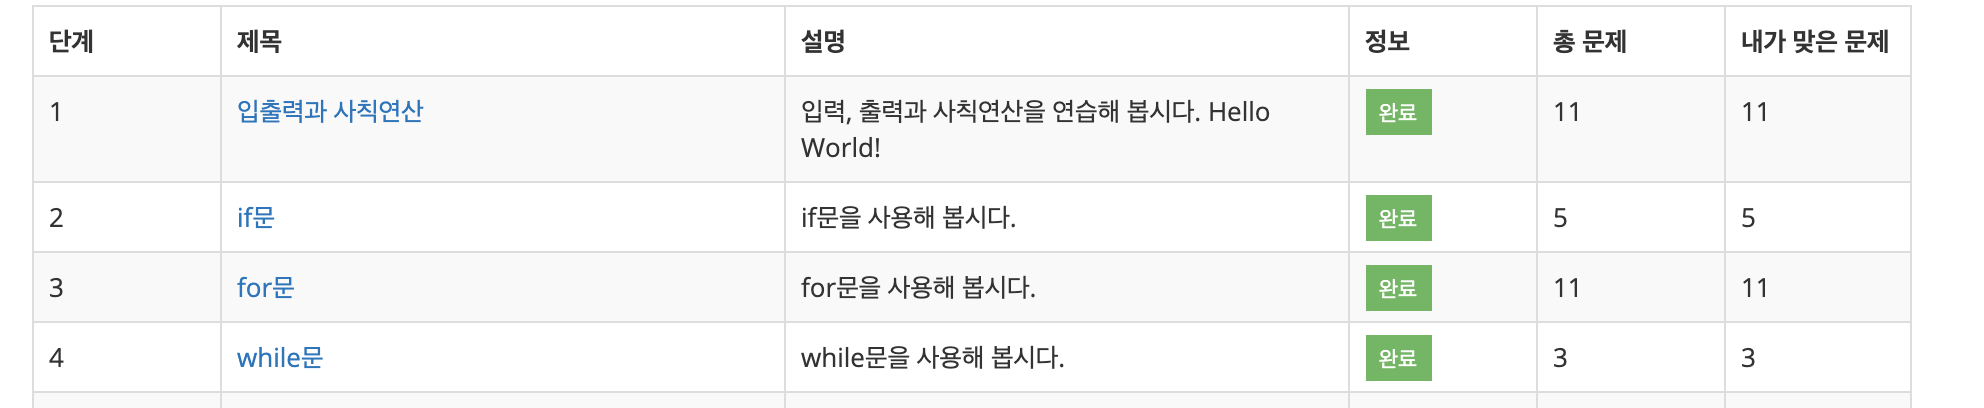 단계 제목 설명 정보 총 문제 내가 맞은 문제
1 입출력과 사칙연산 입력, 출력과 사칙연산을 연습해 봅시다. Hello World! 완료 11 11
2 if문 if문을 사용해 봅시다. 완료 5 5
3 for문 for문을 사용해 봅시다. 완료 11 11
4 while문 while문을 사용해 봅시다. 완료 3 3